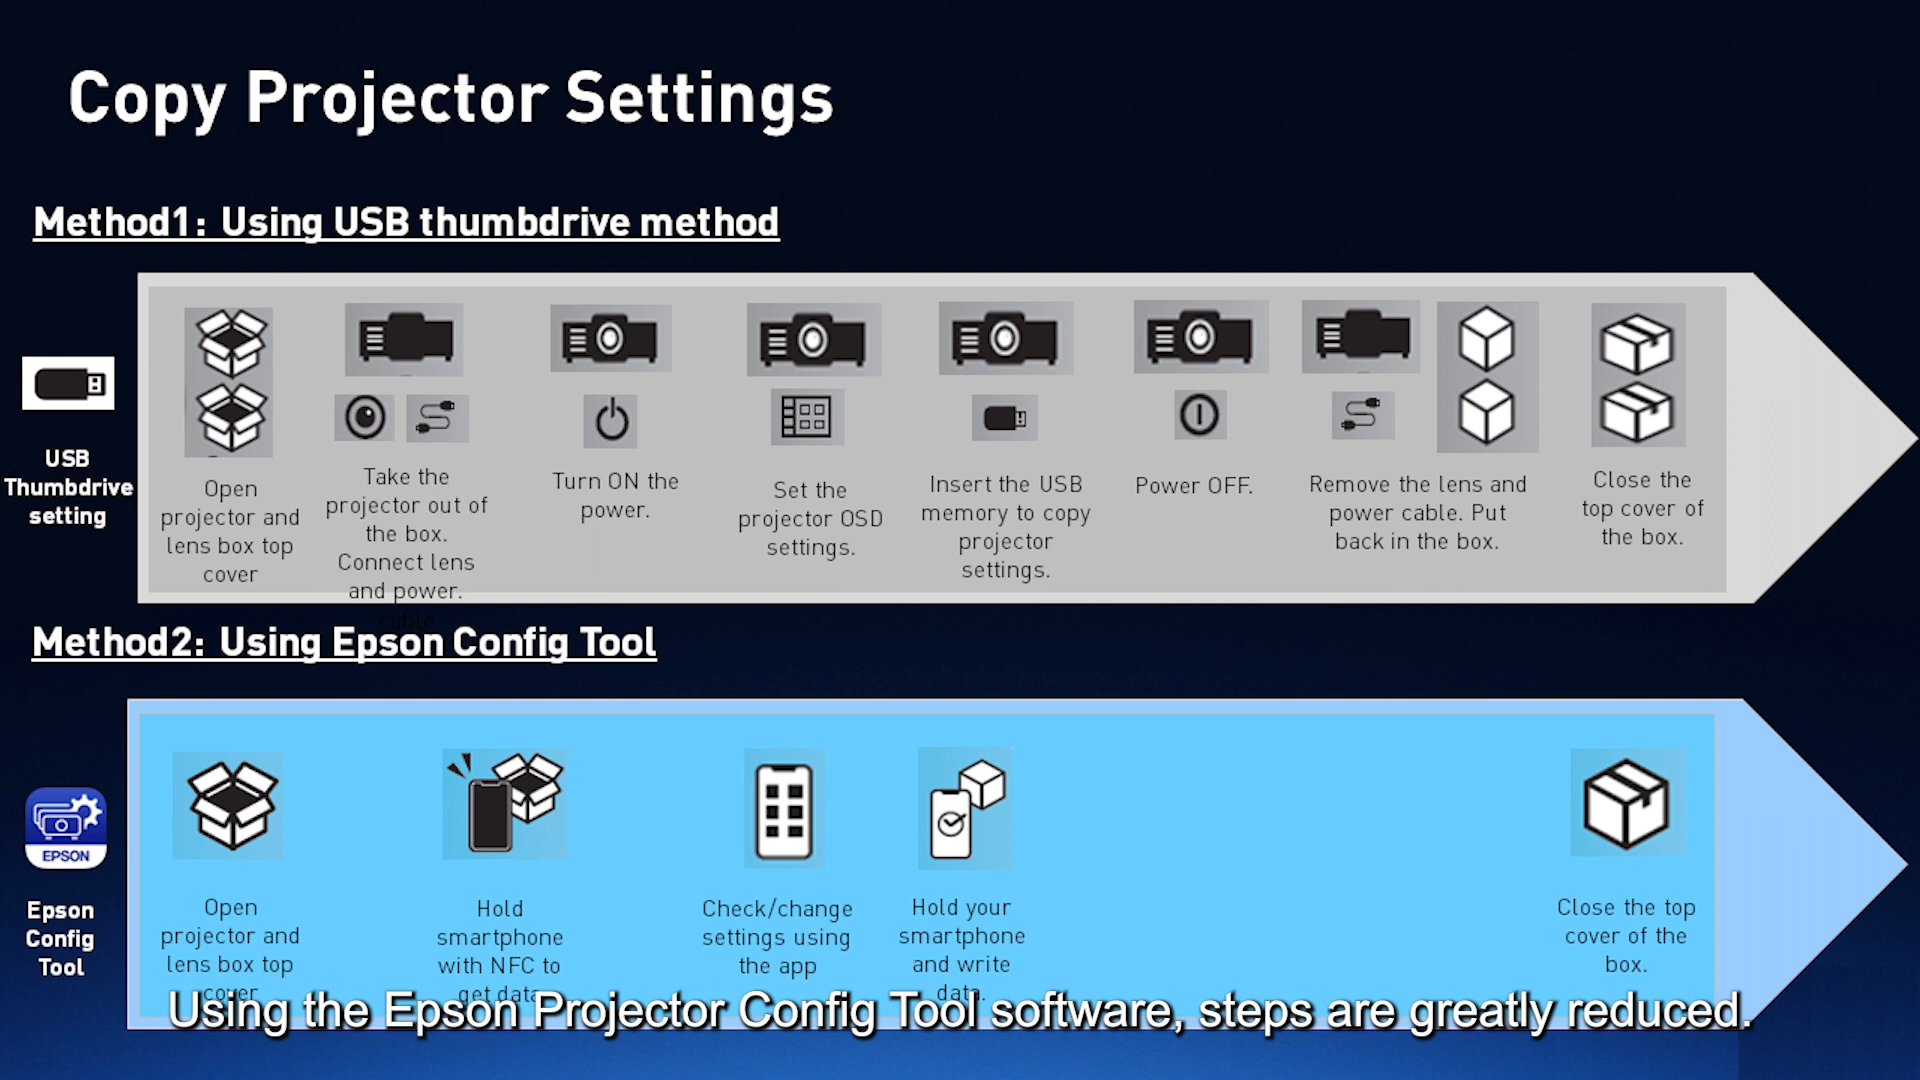 Copy Projector Settings
Method1: Using USB thumbdrive method
USB
Thumbdrive
setting
Open
projector and
lens box top
cover
Take the
projector out of
the box.
Connect lens
and power.
cable
Turn ON the
power.
Set the
projector OSD
settings.
Insert the USB
memory to copy
projector
settings.
Power OFF.
Remove the lens and
power cable. Put
back in the box.
Close the
top cover of
the box.
Method2: Using Epson Config Tool
EPSON
Epson
Config
Tool
Open
projector and
lens box top
cover
Hold
smartphone
with NFC to
get data.
Check/change
settings using
the app
Hold your
smartphone
and write
data.
Close the top
cover of the
box.
Using the Epson Projector Config Tool software, steps are greatly reduced.